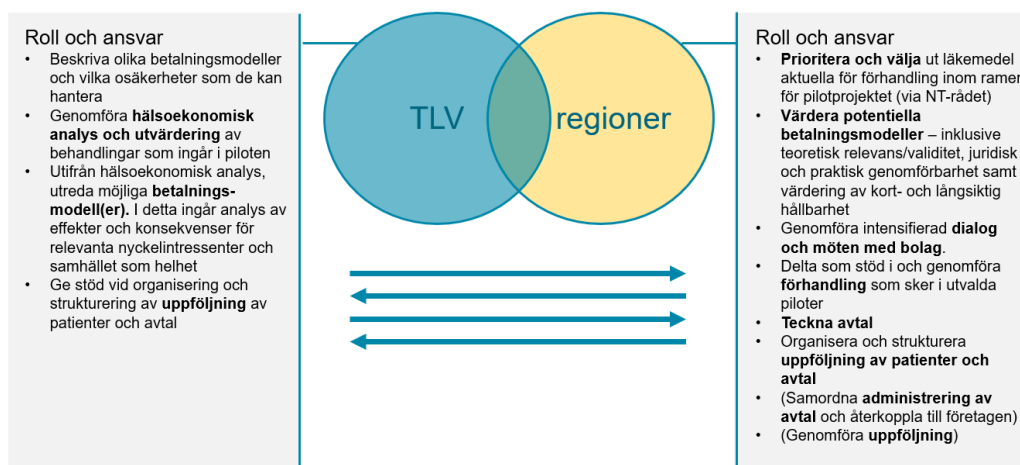 Roll och ansvar
• Beskriva olika betalningsmodeller
och vilka osäkerheter som de kan
hantera
• Genomföra hälsoekonomisk
analys och utvärdering av
behandlingar som ingår i piloten
• Utifrån hälsoekonomisk analys,
utreda möjliga betalnings-
modell(er). I detta ingår analys av
effekter och konsekvenser för
relevanta nyckelintressenter och
samhället som helhet
• Ge stöd vid organisering och
strukturering av uppföljning av
patienter och avtal
TLV
regioner
Roll och ansvar
• Prioritera och välja ut läkemedel
aktuella för förhandling inom ramen
för pilotprojektet (via NT-rådet)
• Värdera potentiella
betalningsmodeller – inklusive
teoretisk relevans/validitet, juridisk
och praktisk genomförbarhet samt
värdering av kort- och långsiktig
hållbarhet
• Genomföra intensifierad dialog
och möten med bolag.
• Delta som stöd i och genomföra
förhandling som sker i utvalda
piloter
• Teckna avtal
• Organisera och strukturera
uppföljning av patienter och
avtal
• (Samordna administrering av
avtal och återkoppla till företagen)
• (Genomföra uppföljning)